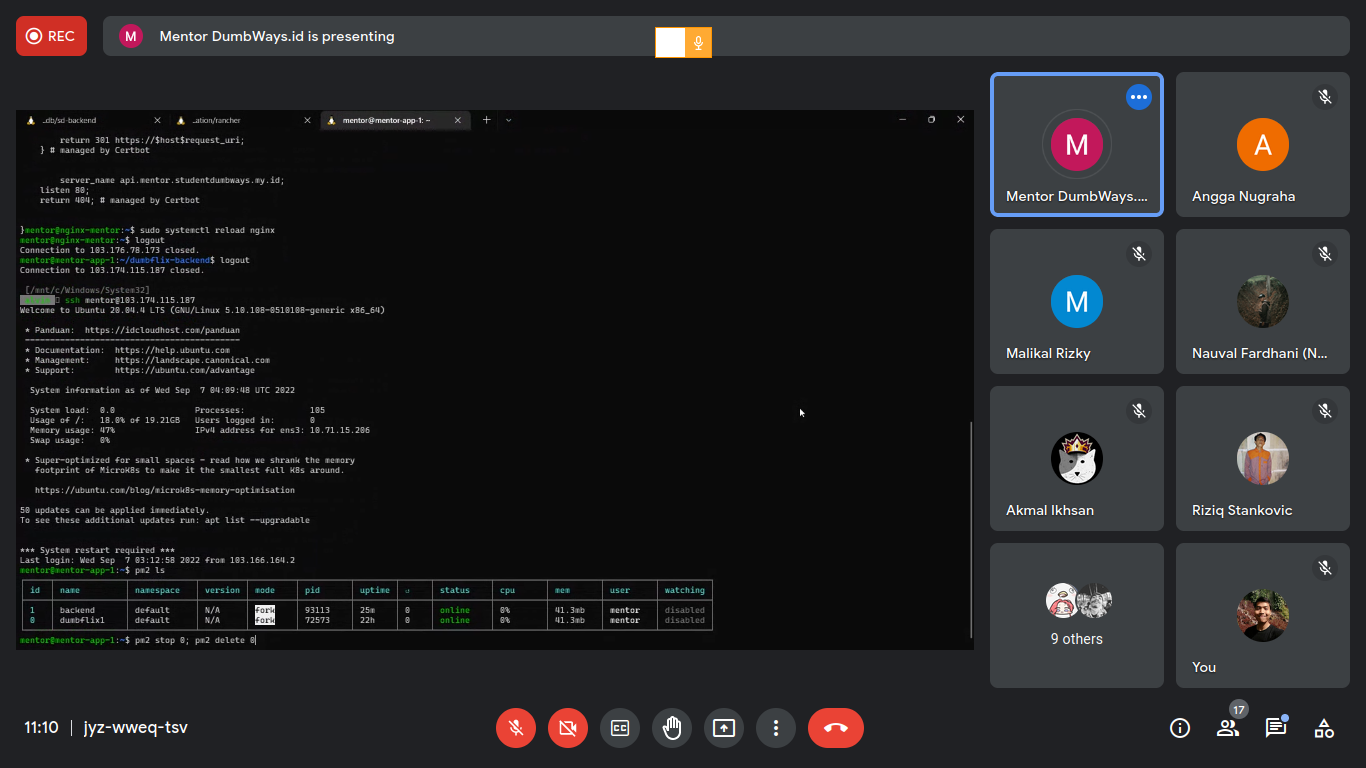 REC
M
Mentor DumbWays.id is presenting
..db/sd-backend
..ation/rancher
mentor@mentor-app-1: ~
return 301 https://$host$request_uri;
} # managed by Certbot
server_name api.mentor.studentdumbways.my.id;
listen 80;
return 404; # managed by Certbot
}mentor@nginx-mentor:~$ sudo systemctl reload nginx
mentor@nginx-mentor:~$ logout
Connection to 103.176.78.173 closed.
mentor@mentor-app-1:~/dumbflix-backend$ logout
Connection to 103.174.115.187 closed.
[/mnt/c/Windows/System32]
ssh mentor@103.174.115.187
Welcome to Ubuntu 20.04.4 LTS (GNU/Linux 5.10.108-0510108-generic x86_64)
* Panduan: https://idcloudhost.com/panduan
-------------------------------------------
* Documentation: https://help.ubuntu.com
* Management: https://landscape.canonical.com
* Support: https://ubuntu.com/advantage
System information as of Wed Sep 7 04:09:48 UTC 2022
System load: 0.0 Processes: 105
Usage of /: 18.0% of 19.21GB Users logged in: 0
Memory usage: 47% IPv4 address for ens3: 10.71.15.206
Swap usage: 0%
* Super-optimized for small spaces - read how we shrank the memory
footprint of MicroK8s to make it the smallest full K8s around.
https://ubuntu.com/blog/microk8s-memory-optimisation
50 updates can be applied immediately.
To see these additional updates run: apt list --upgradable
*** System restart required ***
Last login: Wed Sep 7 03:12:58 2022 from 103.166.164.2
mentor@mentor-app-1:~$ pm2 ls
id name namespace version mode pid uptime ↺ status cpu mem user watching
1 backend default N/A fork 93113 25m 0 online 0% 41.3mb mentor disabled
0 dumbflix1 default N/A fork 72573 22h 0 online 0% 41.3mb mentor disabled
mentor@mentor-app-1:~$ pm2 stop 0; pm2 delete 0
M
Mentor DumbWays....
A
Angga Nugraha
M
Malikal Rizky
Nauval Fardhani (N...
Akmal Ikhsan
Riziq Stankovic
9 others
You
11:10 | jyz-wweq-tsv
CC
17